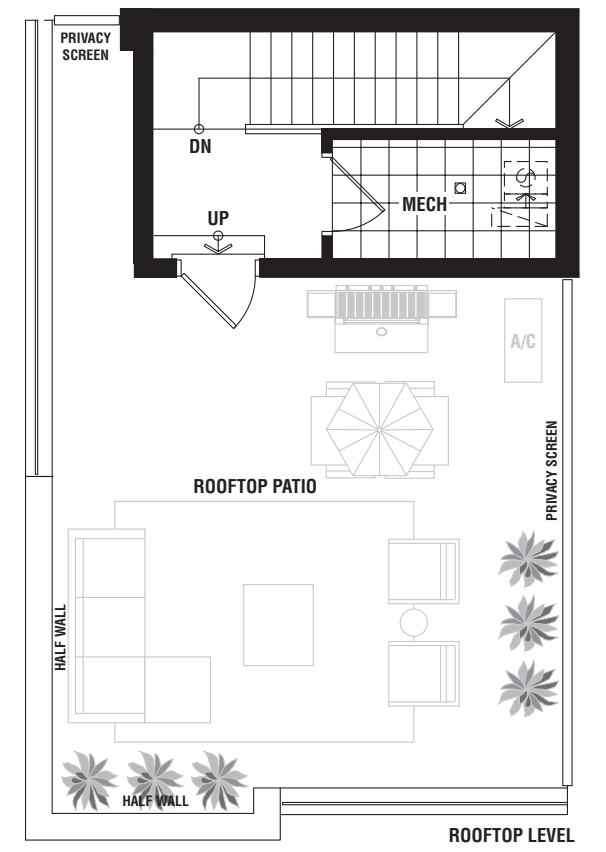 PRIVACY
SCREEN
DN
MECH
S
UP
A/C
PRIVACY SCREEN
ROOFTOP PATIO
HALF WALL
HALF WALL
ROOFTOP LEVEL